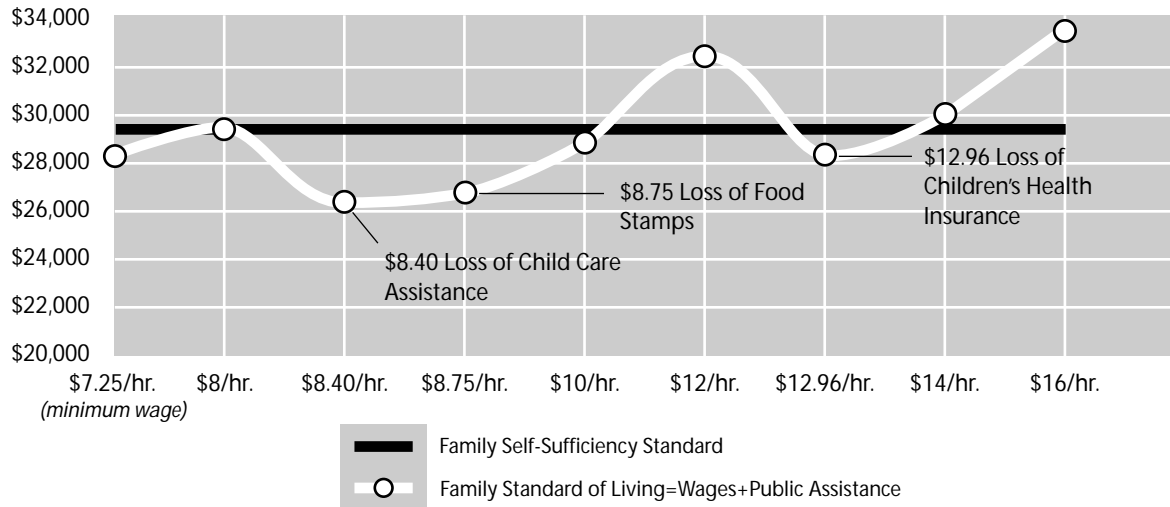 $34,000
$32,000
$30,000
$28,000
$26,000
$24,000
$22,000
$20,000
$12.96 Loss of
Children’s Health
Insurance
$8.75 Loss of Food
Stamps
$8.40 Loss of Child Care
Assistance
$7.25/hr. $8/hr. $8.40/hr. $8.75/hr. $10/hr. $12/hr. $12.96/hr. $14/hr. $16/hr.
(minimum wage)
Family Self-Sufficiency Standard
Family Standard of Living=Wages+Public Assistance